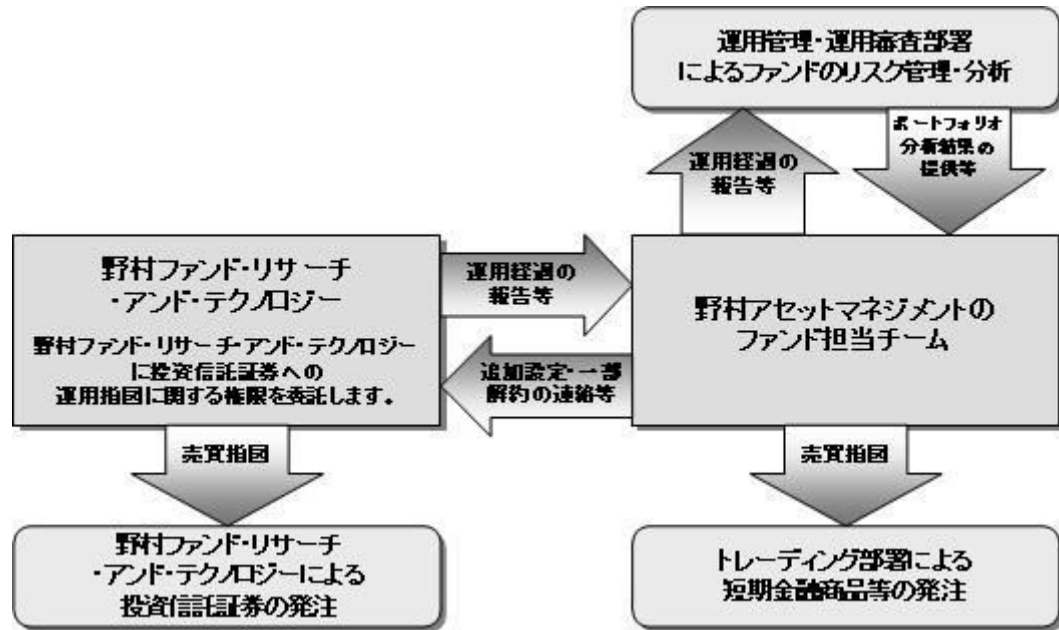 運用管理・運用審査部署
によるファンドのリスク管理・分析
運用経過の
報告等
ポートフォリオ
分析結果の
提供等
野村ファンド・リサーチ
・アンド・テクノロジー
野村ファンド・リサーチ・アンド・テクノロジー
に投資信託証券への
運用指図に関する権限を委託します。
運用経過の
報告等
追加設定・一部
解約の連絡等
野村アセットマネジメントの
ファンド担当チーム
売買指図
売買指図
野村ファンド・リサーチ
・アンド・テクノロジーによる
投資信託証券の発注
トレーディング部署による
短期金融商品等の発注